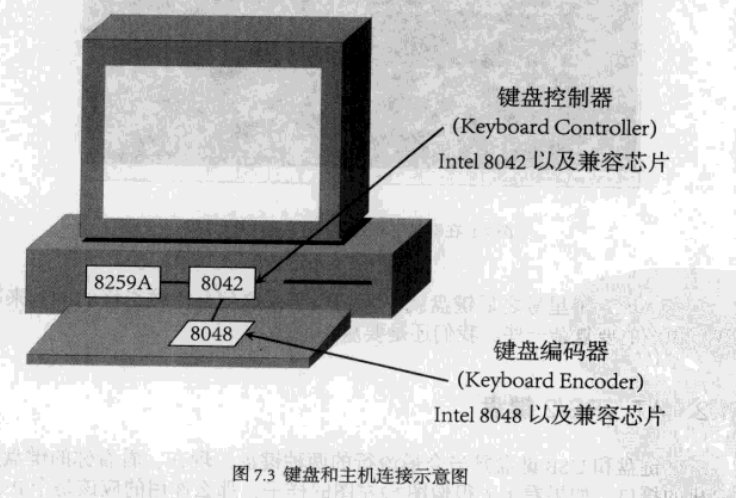 键盘控制器
(Keyboard Controller)
Intel 8042 以及兼容芯片
8259A
8042
8048
键盘编码器
(Keyboard Encoder)
Intel 8048 以及兼容芯片
图 7.3 键盘和主机连接示意图